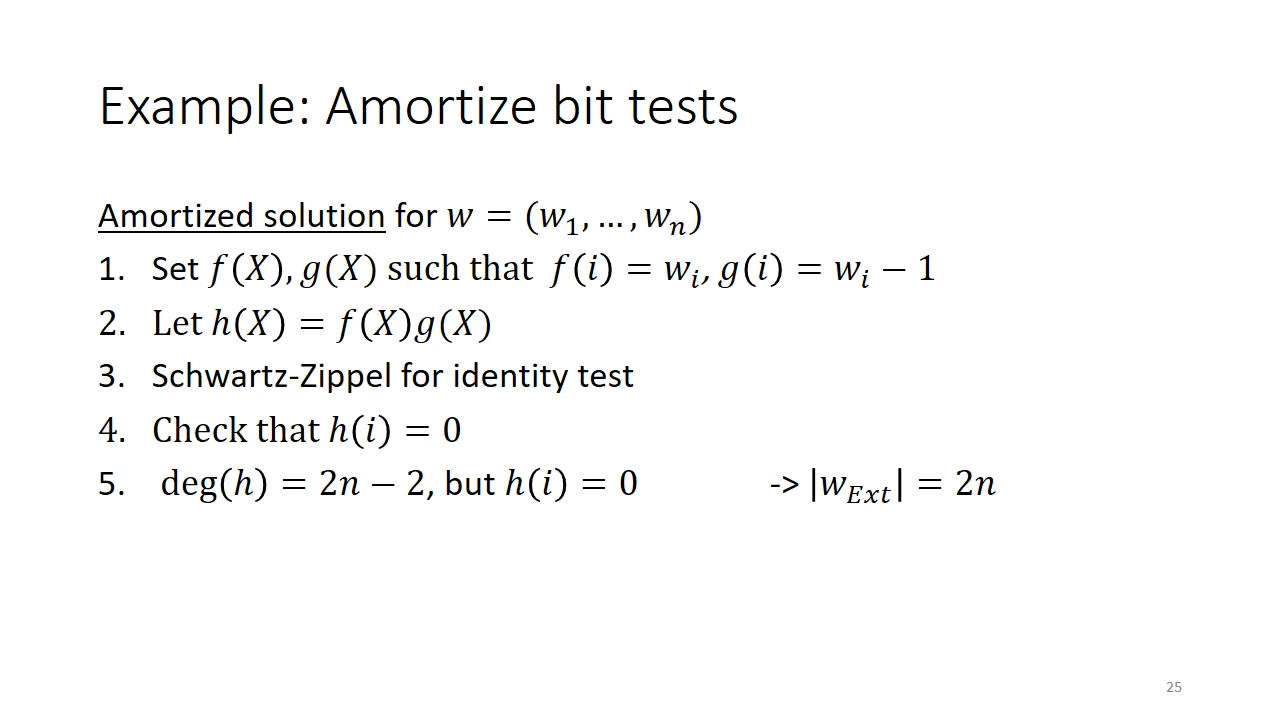 Example: Amortize bit tests
Amortized solution for 𝑤 = (𝑤₁, … , 𝑤ₙ)
1. Set 𝑓(𝑋), 𝑔(𝑋) such that 𝑓(𝑖) = 𝑤ᵢ, 𝑔(𝑖) = 𝑤ᵢ − 1
2. Let ℎ(𝑋) = 𝑓(𝑋)𝑔(𝑋)
3. Schwartz-Zippel for identity test
4. Check that ℎ(𝑖) = 0
5. deg(ℎ) = 2𝑛 − 2, but ℎ(𝑖) = 0 -> |𝑤_{𝐸𝑥𝑡}| = 2𝑛
25